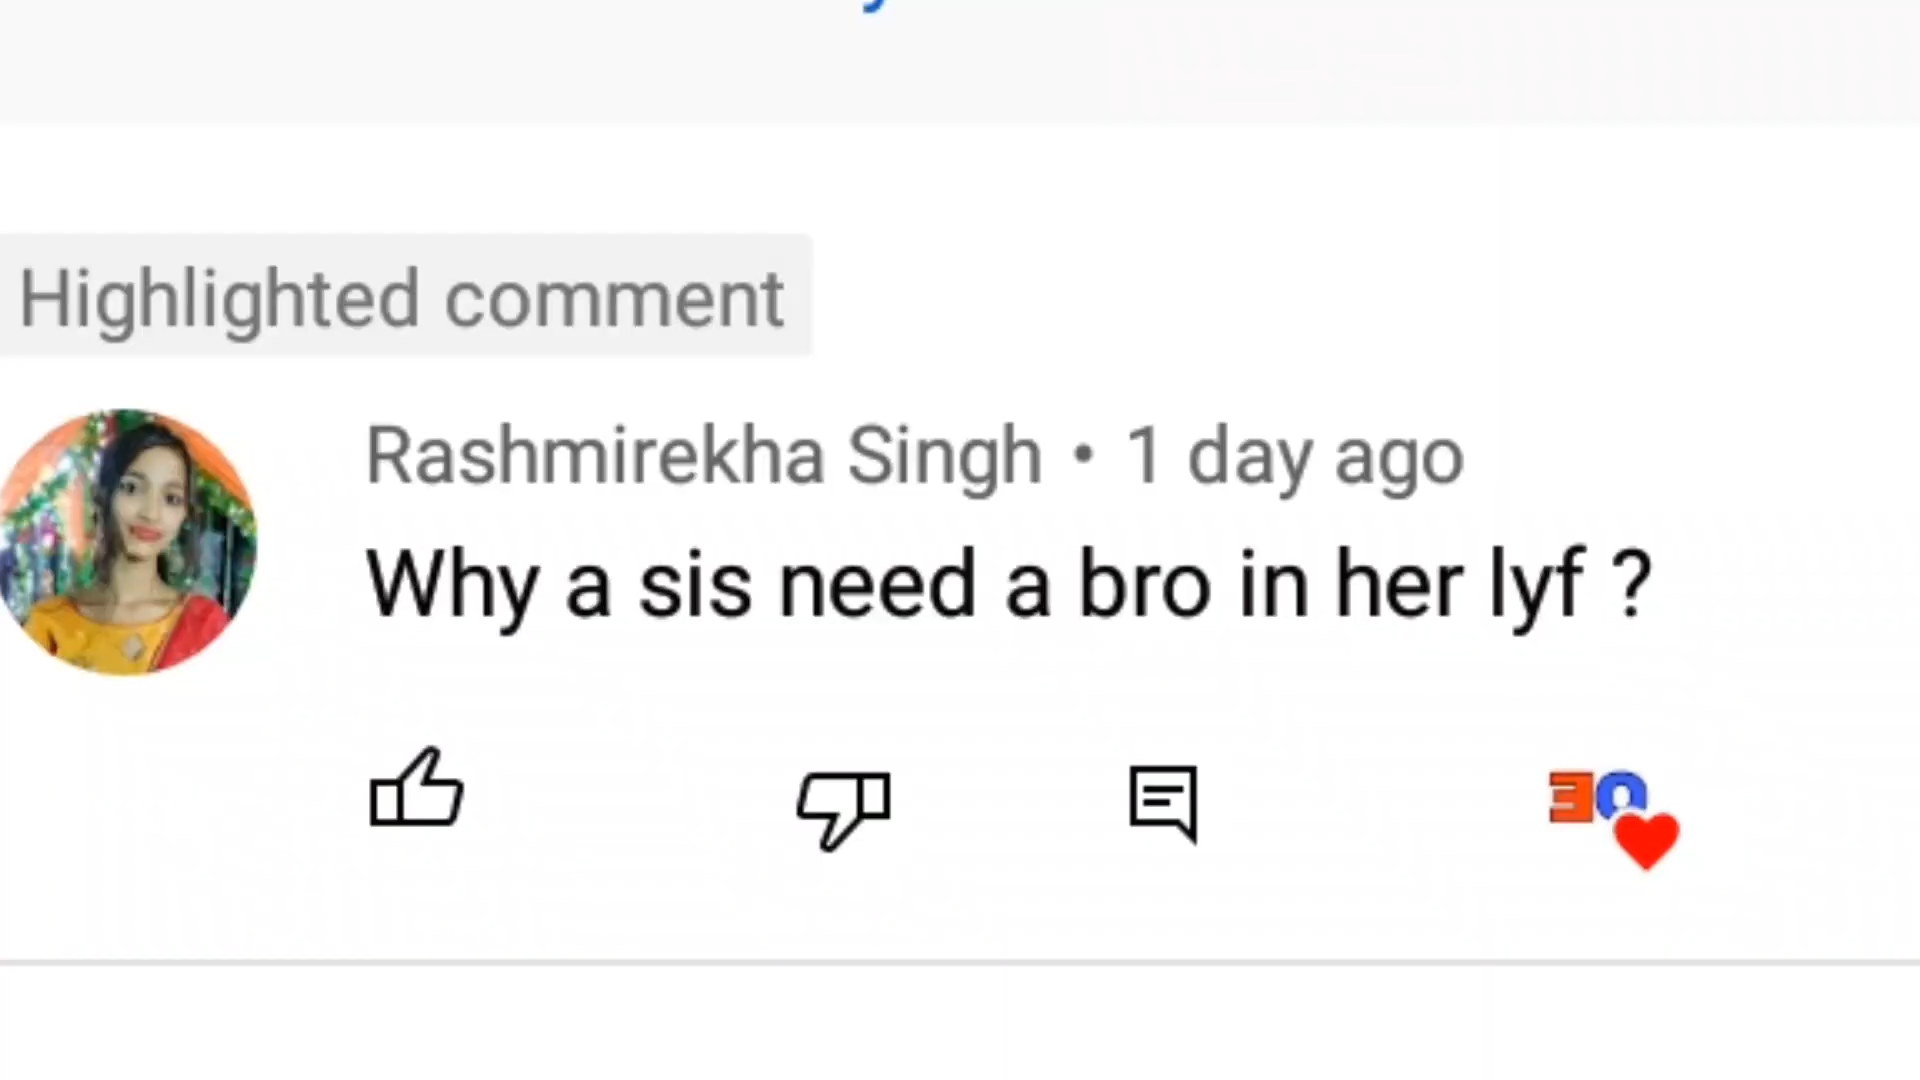 Highlighted comment
Rashmirekha Singh • 1 day ago
Why a sis need a bro in her lyf ?